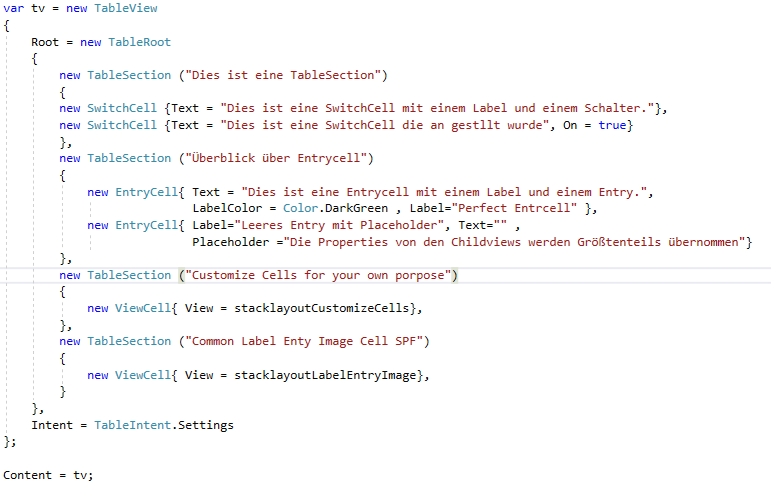 var tv = new TableView
{
    Root = new TableRoot
    {
        new TableSection ("Dies ist eine TableSection")
        {
        new SwitchCell {Text = "Dies ist eine SwitchCell mit einem Label und einem Schalter."},
        new SwitchCell {Text = "Dies ist eine SwitchCell die an gestllt wurde", On = true}
        },
        new TableSection ("Überblick über Entrycell")
        {
            new EntryCell{ Text = "Dies ist eine Entrycell mit einem Label und einem Entry.",
                           LabelColor = Color.DarkGreen , Label="Perfect Entrcell" },
            new EntryCell{ Label="Leeres Entry mit Placeholder", Text="" ,
                           Placeholder ="Die Properties von den Childviews werden Größtenteils übernommen"}
        },
        new TableSection ("Customize Cells for your own porpose")
        {
            new ViewCell{ View = stacklayoutCustomizeCells},
        },
        new TableSection ("Common Label Enty Image Cell SPF")
        {
            new ViewCell{ View = stacklayoutLabelEntryImage},
        }
    },
    Intent = TableIntent.Settings
};

Content = tv;